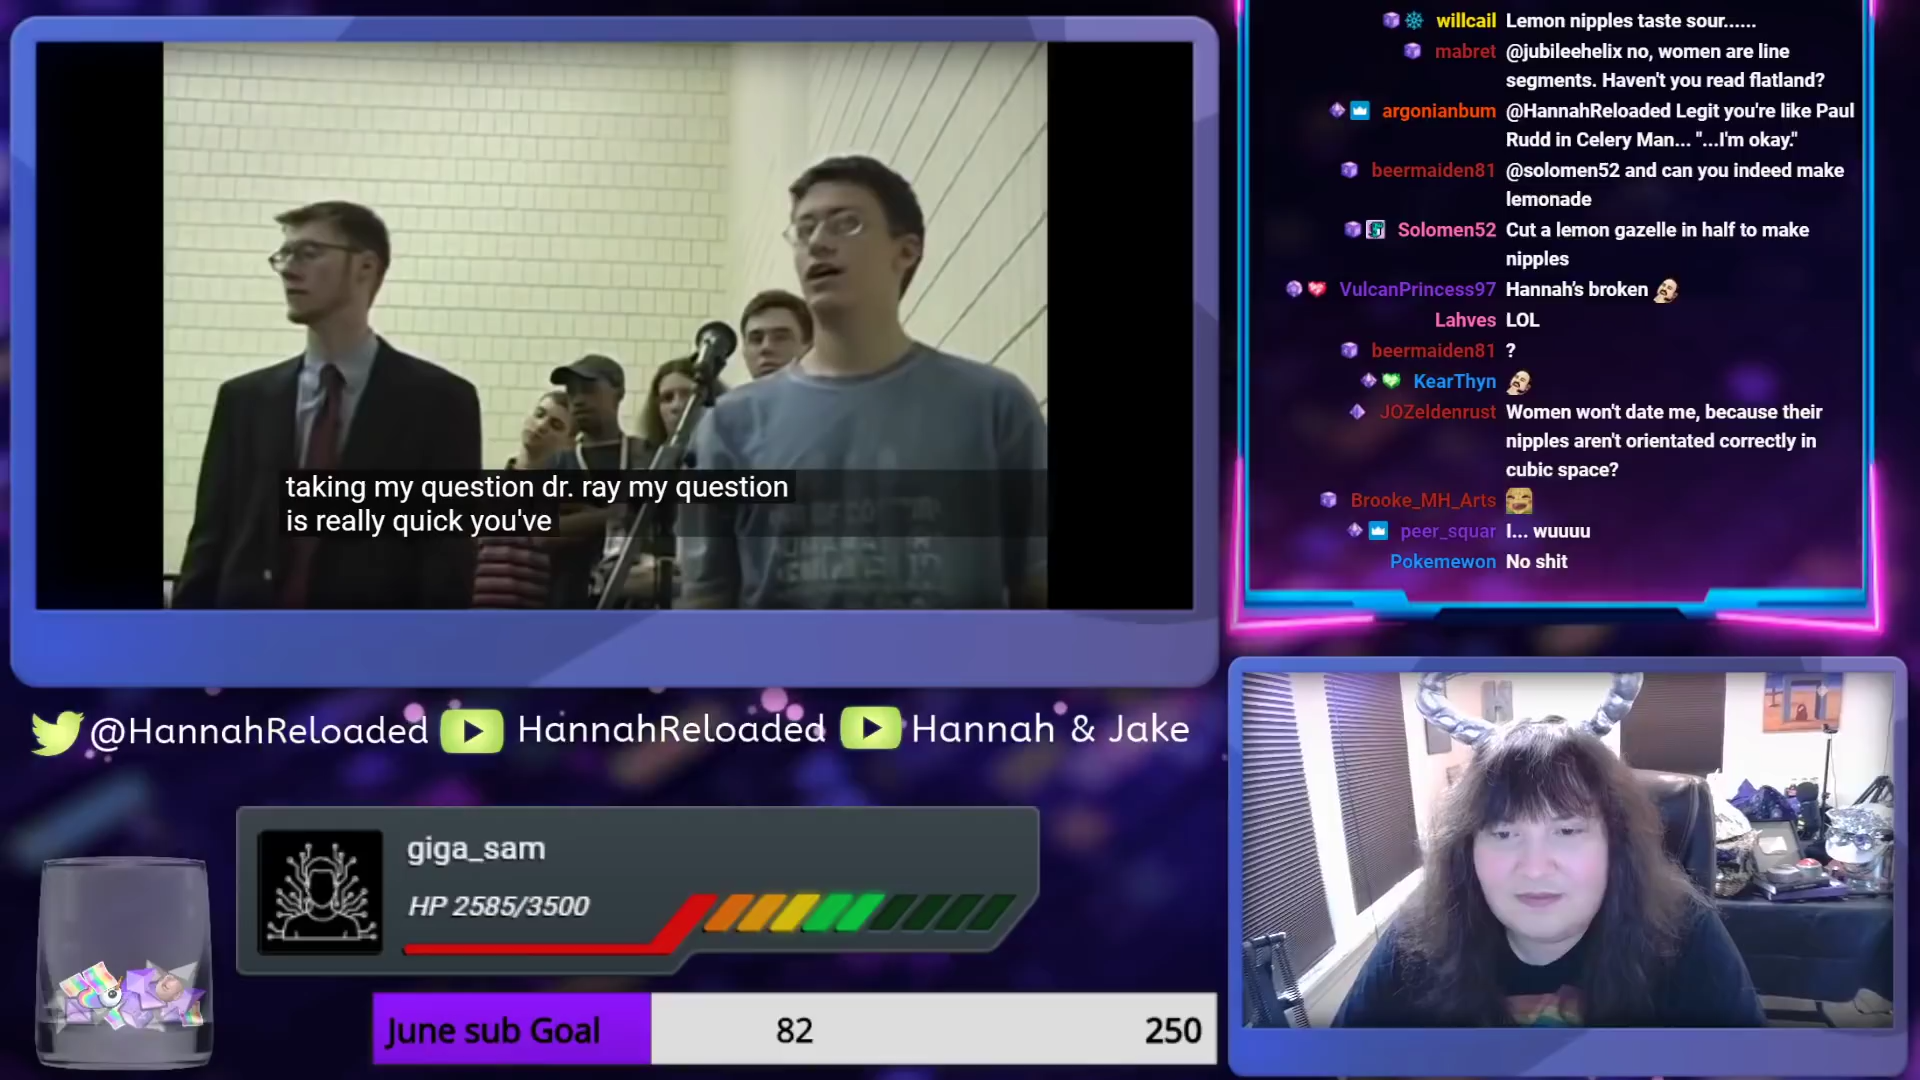 taking my question dr. ray my question
is really quick you've
willcail Lemon nipples taste sour......
mabret @jubileehelix no, women are line
segments. Haven't you read flatland?
argonianbum @HannahReloaded Legit you're like Paul
Rudd in Celery Man... "...I'm okay."
beermaiden81 @solomen52 and can you indeed make
lemonade
Solomen52 Cut a lemon gazelle in half to make
nipples
VulcanPrincess97 Hannah's broken
Lahves LOL
beermaiden81 ?
KearThyn
JOZeldenrust Women won't date me, because their
nipples aren't orientated correctly in
cubic space?
Brooke_MH_Arts
peer_squar I... wuuuu
Pokemewon No shit
@HannahReloaded HannahReloaded Hannah & Jake
giga_sam
HP 2585/3500
June sub Goal 82 250